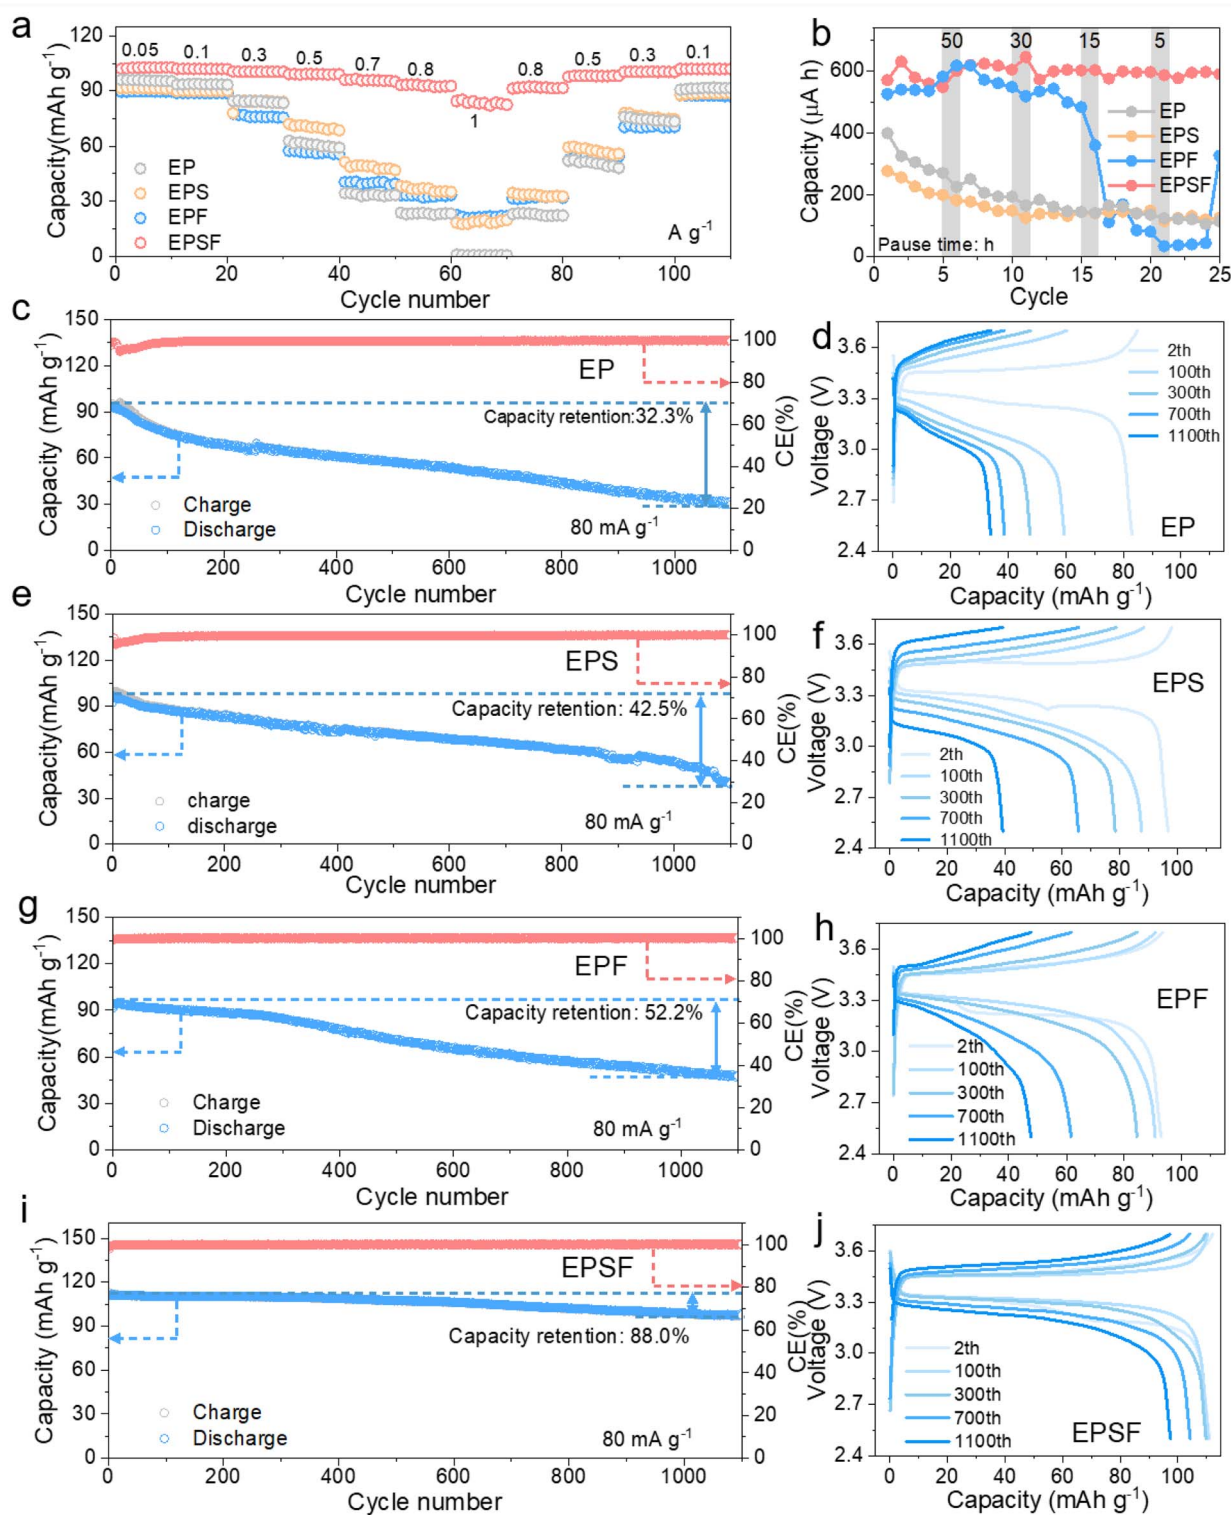 a
Capacity(mAh g⁻¹)
120
90
60
30
0
0.05
0.1
0.3
0.5
0.7
0.8
1
0.8
0.5
0.3
0.1
EP
EPS
EPF
EPSF
A g⁻¹
0
20
40
60
80
100
Cycle number
b
Capacity (μA h)
600
400
200
0
50
30
15
5
EP
EPS
EPF
EPSF
Pause time: h
0
5
10
15
20
25
Cycle
c
Capacity (mAh g⁻¹)
150
120
90
60
30
0
EP
Capacity retention:32.3%
Charge
Discharge
80 mA g⁻¹
0
200
400
600
800
1000
Cycle number
100
80
60
40
20
0
CE(%)
d
Voltage (V)
3.6
3.3
3.0
2.7
2.4
2th
100th
300th
700th
1100th
EP
0
20
40
60
80
100
Capacity (mAh g⁻¹)
e
Capacity(mAh g⁻¹)
150
120
90
60
30
0
EPS
Capacity retention: 42.5%
charge
discharge
80 mA g⁻¹
0
200
400
600
800
1000
Cycle number
100
80
60
40
20
0
CE(%)
f
Voltage (V)
3.6
3.3
3.0
2.7
2.4
EPS
2th
100th
300th
700th
1100th
0
20
40
60
80
100
Capacity (mAh g⁻¹)
g
Capacity(mAh g⁻¹)
150
120
90
60
30
0
EPF
Capacity retention: 52.2%
Charge
Discharge
80 mA g⁻¹
0
200
400
600
800
1000
Cycle number
100
80
60
40
20
0
CE(%)
h
Voltage (V)
3.6
3.3
3.0
2.7
2.4
EPF
2th
100th
300th
700th
1100th
0
20
40
60
80
100
Capacity (mAh g⁻¹)
i
Capacity (mAh g⁻¹)
150
120
90
60
30
0
EPSF
Capacity retention: 88.0%
Charge
Discharge
80 mA g⁻¹
0
200
400
600
800
1000
Cycle number
100
80
60
40
20
0
CE(%)
j
Voltage (V)
3.6
3.3
3.0
2.7
2.4
2th
100th
300th
700th
1100th
EPSF
0
20
40
60
80
100
Capacity (mAh g⁻¹)